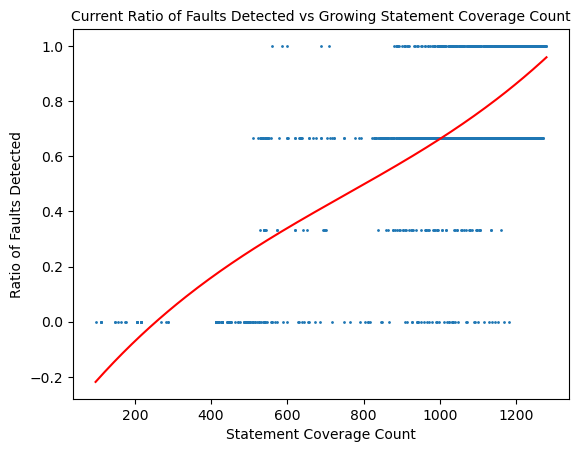 Current Ratio of Faults Detected vs Growing Statement Coverage Count
1.0
0.8
0.6
0.4
0.2
0.0
−0.2
Ratio of Faults Detected
200 400 600 800 1000 1200
Statement Coverage Count